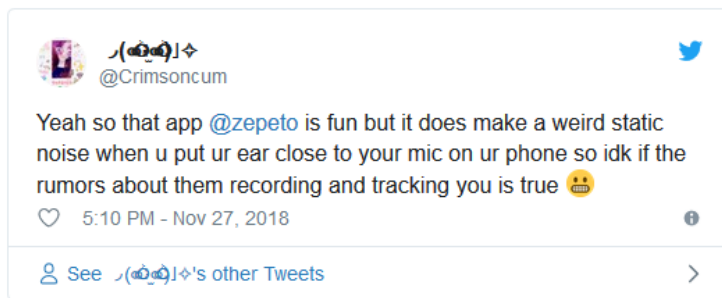 @Crimsoncum
Yeah so that app @zepeto is fun but it does make a weird static
noise when u put ur ear close to your mic on ur phone so idk if the
rumors about them recording and tracking you is true 😬
5:10 PM - Nov 27, 2018
See 's other Tweets